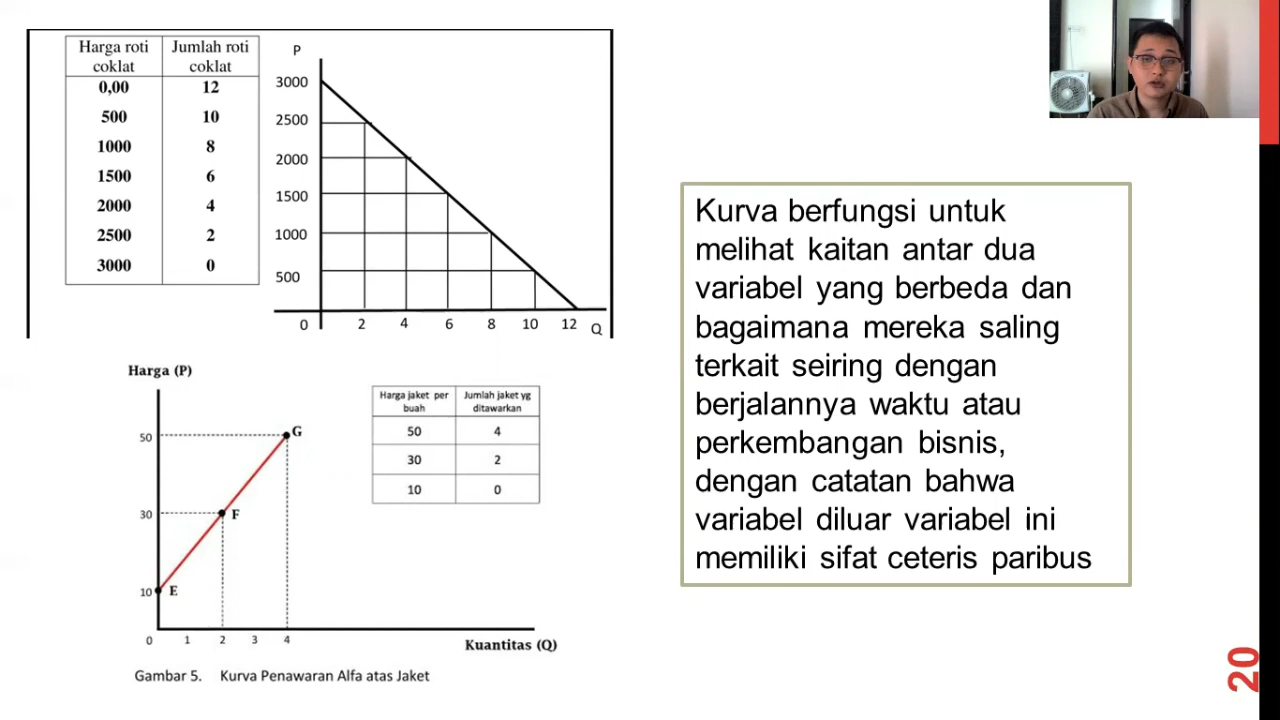 Harga roti coklat Jumlah roti coklat
0,00 12
500 10
1000 8
1500 6
2000 4
2500 2
3000 0
P
3000
2500
2000
1500
1000
500
0 2 4 6 8 10 12 Q
Kurva berfungsi untuk
melihat kaitan antar dua
variabel yang berbeda dan
bagaimana mereka saling
terkait seiring dengan
berjalannya waktu atau
perkembangan bisnis,
dengan catatan bahwa
variabel diluar variabel ini
memiliki sifat ceteris paribus
Harga (P)
50
30
10
G
F
E
0 1 2 3 4
Kuantitas (Q)
Harga jaket per buah Jumlah jaket yg ditawarkan
50 4
30 2
10 0
Gambar 5. Kurva Penawaran Alfa atas Jaket
20